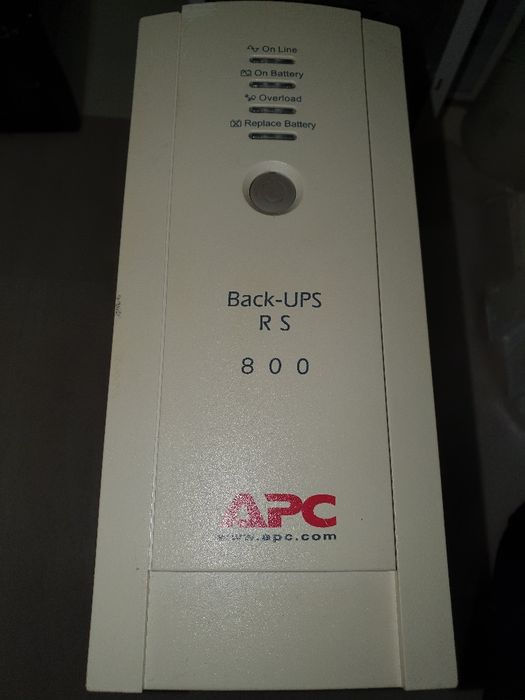 On Line
On Battery
Overload
Replace Battery
Back-UPS
RS
800
APC
www.apc.com